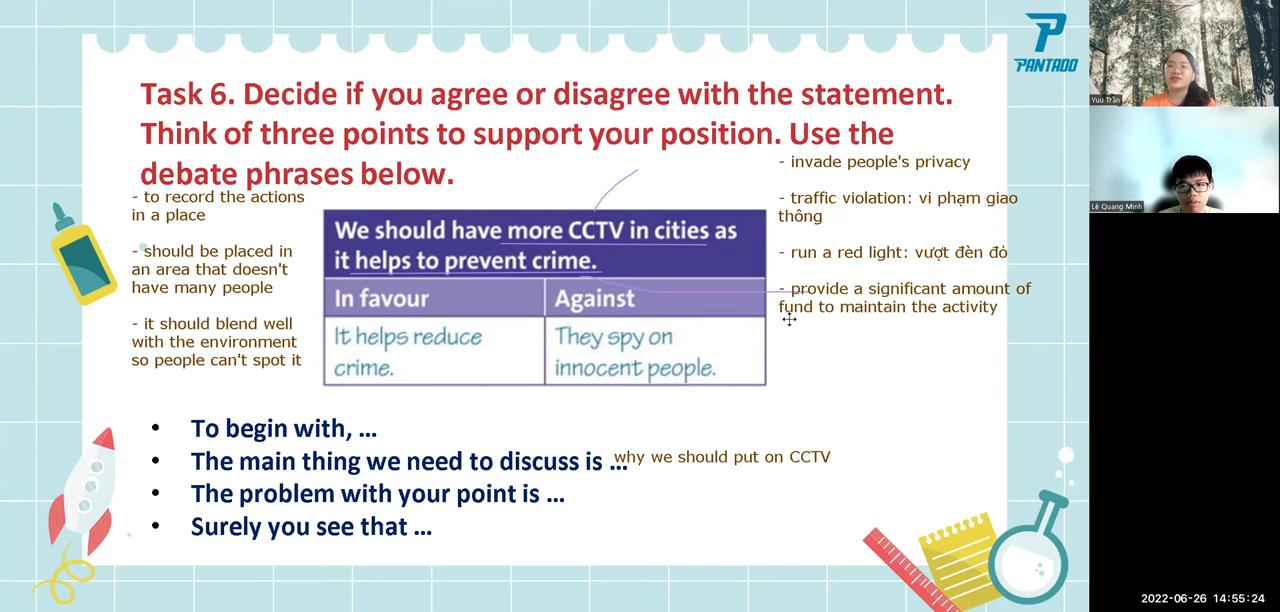 PANTADO
Task 6. Decide if you agree or disagree with the statement.
Think of three points to support your position. Use the
debate phrases below.
- to record the actions
in a place
- should be placed in
an area that doesn't
have many people
- it should blend well
with the environment
so people can't spot it
We should have more CCTV in cities as
it helps to prevent crime.
In favour
Against
It helps reduce
crime.
They spy on
innocent people.
- invade people's privacy
- traffic violation: vi phạm giao
thông
- run a red light: vượt đèn đỏ
- provide a significant amount of
fund to maintain the activity
• To begin with, ...
• The main thing we need to discuss is ...
why we should put on CCTV
• The problem with your point is ...
• Surely you see that ...
Yuu Trần
Lê Quang Minh
2022-06-26 14:55:24